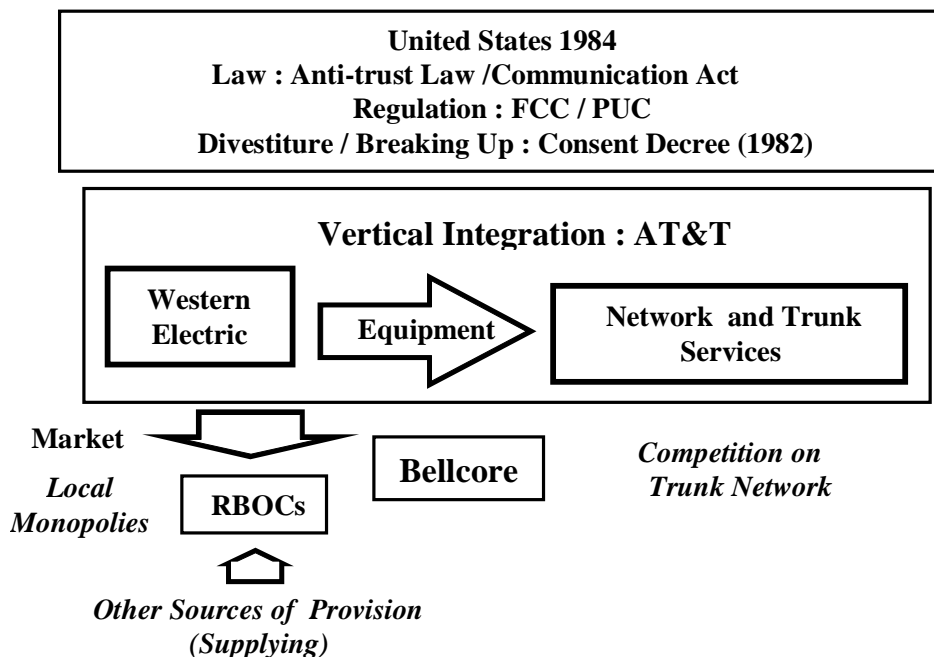 United States 1984
Law : Anti-trust Law /Communication Act
Regulation : FCC / PUC
Divestiture / Breaking Up : Consent Decree (1982)
Vertical Integration : AT&T
Western
Electric
Equipment
Network and Trunk
Services
Market
Local
Monopolies
RBOCs
Bellcore
Competition on
Trunk Network
Other Sources of Provision
(Supplying)